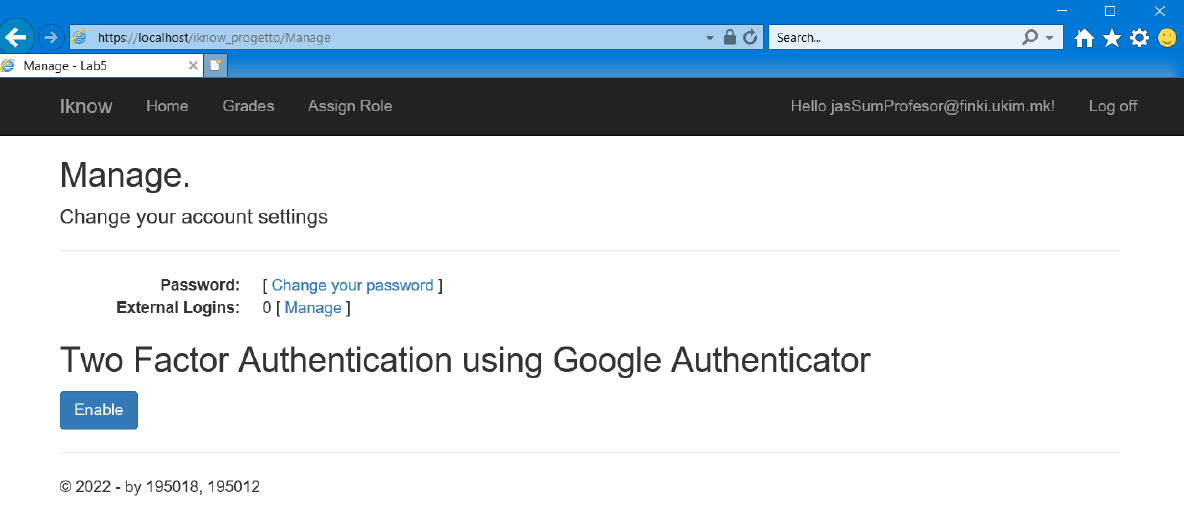 https://localhost/iknow_progetto/Manage
Search...
Manage - Lab5
Iknow Home Grades Assign Role Hello jasSumProfesor@finki.ukim.mk! Log off
Manage.
Change your account settings
Password: [ Change your password ]
External Logins: 0 [ Manage ]
Two Factor Authentication using Google Authenticator
Enable
© 2022 - by 195018, 195012